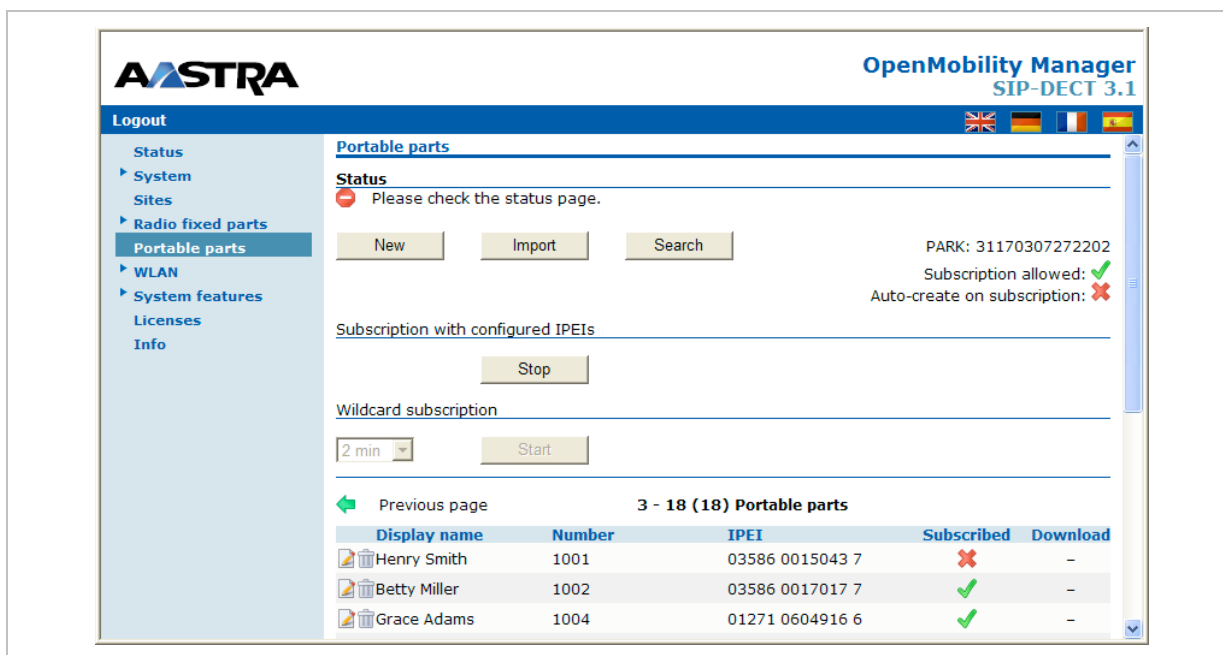 AASTRA
OpenMobility Manager
SIP-DECT 3.1
Logout
Status
System
Sites
Radio fixed parts
Portable parts
WLAN
System features
Licenses
Info
Portable parts
Status
Please check the status page.
New Import Search
PARK: 31170307272202
Subscription allowed:
Auto-create on subscription:
Subscription with configured IPEIs
Stop
Wildcard subscription
2 min Start
Previous page 3 - 18 (18) Portable parts
Display name Number IPEI Subscribed Download
Henry Smith 1001 03586 0015043 7 –
Betty Miller 1002 03586 0017017 7 –
Grace Adams 1004 01271 0604916 6 –